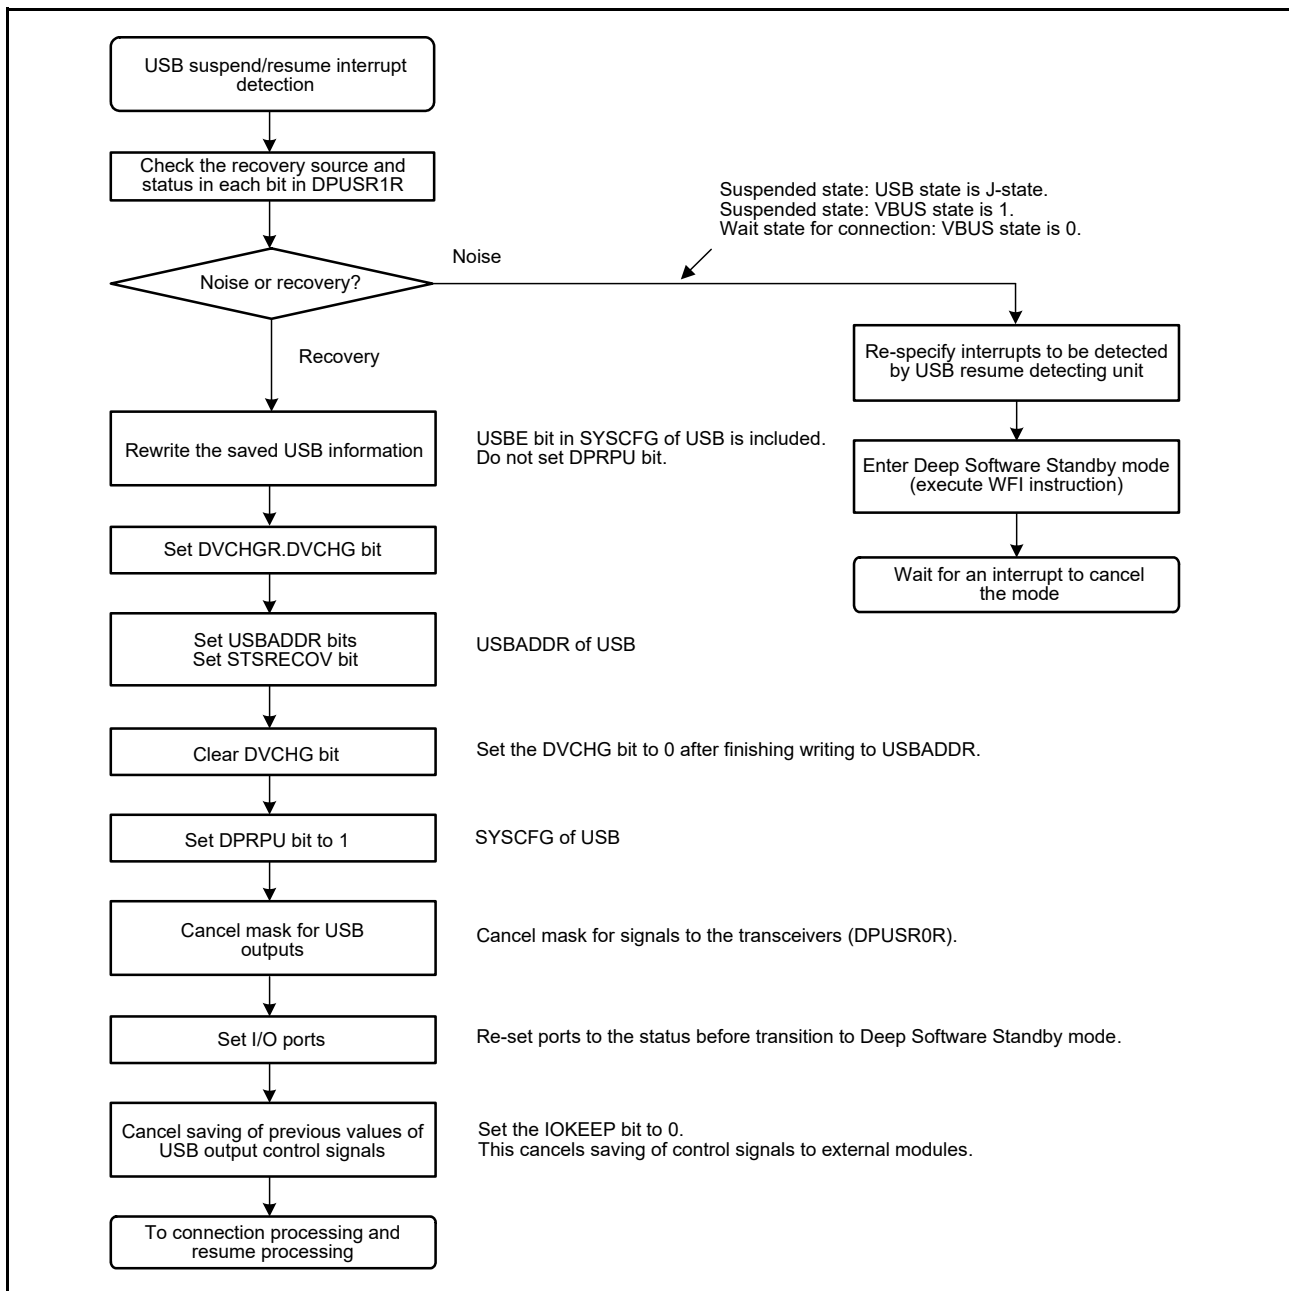 USB suspend/resume interrupt
detection
Check the recovery source and
status in each bit in DPUSR1R
Suspended state: USB state is J-state.
Suspended state: VBUS state is 1.
Wait state for connection: VBUS state is 0.
Noise
Noise or recovery?
Recovery
Re-specify interrupts to be detected
by USB resume detecting unit
Rewrite the saved USB information
USBE bit in SYSCFG of USB is included.
Do not set DPRPU bit.
Enter Deep Software Standby mode
(execute WFI instruction)
Set DVCHGR.DVCHG bit
Wait for an interrupt to cancel
the mode
Set USBADDR bits
Set STSRECOV bit
USBADDR of USB
Clear DVCHG bit
Set the DVCHG bit to 0 after finishing writing to USBADDR.
Set DPRPU bit to 1
SYSCFG of USB
Cancel mask for USB
outputs
Cancel mask for signals to the transceivers (DPUSR0R).
Set I/O ports
Re-set ports to the status before transition to Deep Software Standby mode.
Cancel saving of previous values of
USB output control signals
Set the IOKEEP bit to 0.
This cancels saving of control signals to external modules.
To connection processing and
resume processing